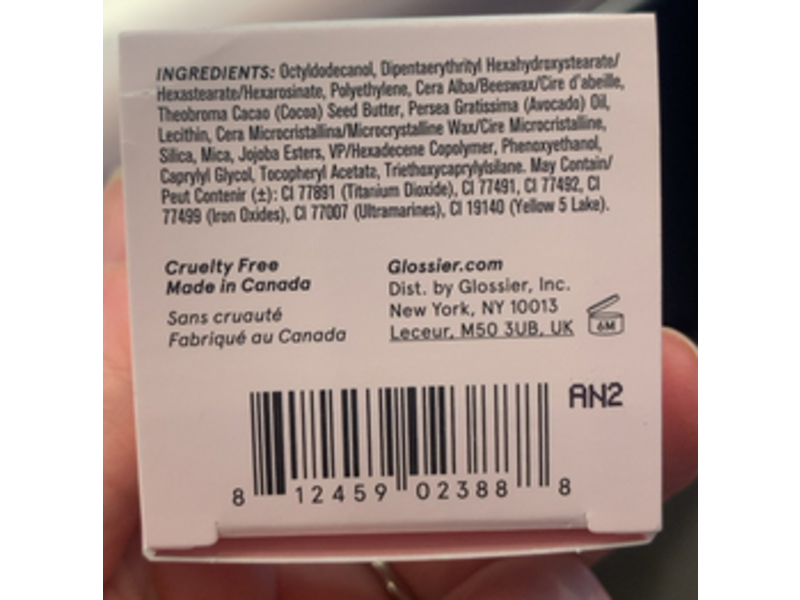 INGREDIENTS: Octyldodecanol, Dipentaerythrityl Hexahydroxystearate/
Hexastearate/Hexarosinate, Polyethylene, Cera Alba/Beeswax/Cire d'abeille,
Theobroma Cacao (Cocoa) Seed Butter, Persea Gratissima (Avocado) Oil,
Lecithin, Cera Microcristallina/Microcrystalline Wax/Cire Microcristalline,
Silica, Mica, Jojoba Esters, VP/Hexadecene Copolymer, Phenoxyethanol,
Caprylyl Glycol, Tocopheryl Acetate, Triethoxycaprylylsilane. May Contain/
Peut Contenir (±): CI 77891 (Titanium Dioxide), CI 77491, CI 77492, CI
77499 (Iron Oxides), CI 77007 (Ultramarines), CI 19140 (Yellow 5 Lake).
Cruelty Free
Made in Canada
Sans cruauté
Fabriqué au Canada
Glossier.com
Dist. by Glossier, Inc.
New York, NY 10013
Leceur, M50 3UB, UK
6M
AN2
8 12459 02388 8